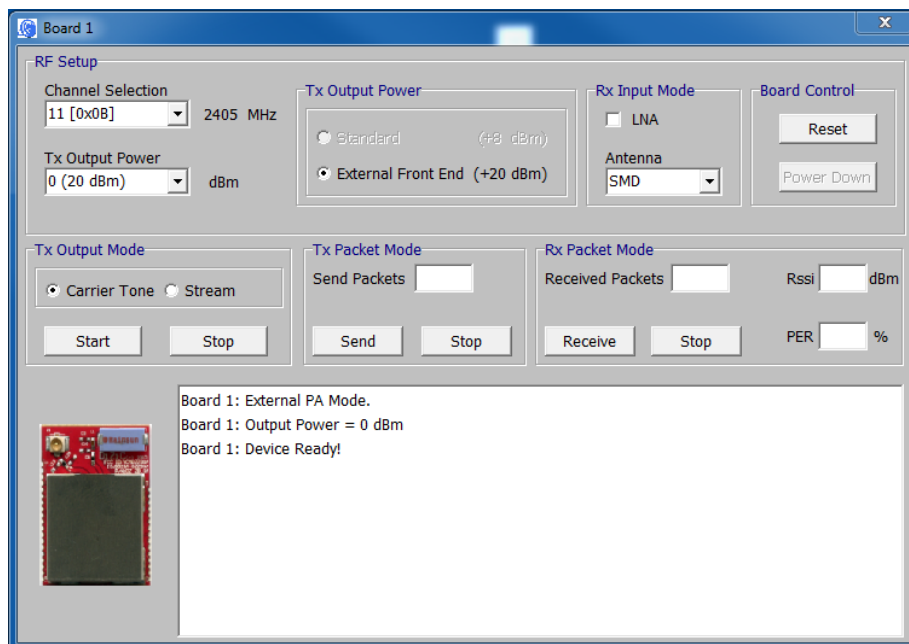 Board 1
X
RF Setup
Channel Selection
11 [0x0B]
2405 MHz
Tx Output Power
0 (20 dBm)
dBm
Tx Output Power
Standard (+8 dBm)
External Front End (+20 dBm)
Rx Input Mode
LNA
Antenna
SMD
Board Control
Reset
Power Down
Tx Output Mode
Carrier Tone
Stream
Start
Stop
Tx Packet Mode
Send Packets
Send
Stop
Rx Packet Mode
Received Packets
Rssi
dBm
Receive
Stop
PER
%
Board 1: External PA Mode.
Board 1: Output Power = 0 dBm
Board 1: Device Ready!